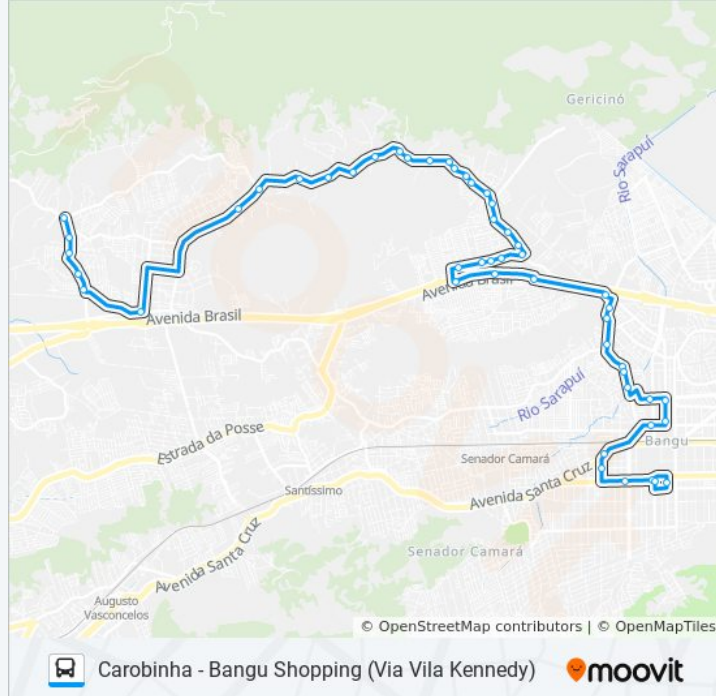 Gericinó
Rio Sarapuí
Avenida Brasil
Avenida Brasil
Rio Sarapuí
Estrada da Posse
Bangu
Senador Camará
Santíssimo
Avenida Santa Cruz
Senador Camará
Avenida Santa Cruz
Augusto
Vasconcelos
© OpenStreetMap contributors | © OpenMapTiles
Carobinha - Bangu Shopping (Via Vila Kennedy)
moovit